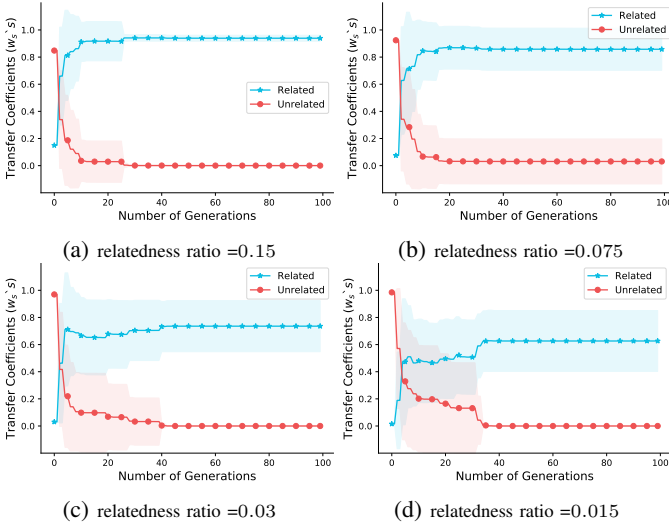 Transfer Coefficients (w_s`s)
1.0
0.8
0.6
0.4
0.2
0.0
Related
Unrelated
0 20 40 60 80 100
Number of Generations
(a) relatedness ratio =0.15
Transfer Coefficients (w_s`s)
1.0
0.8
0.6
0.4
0.2
0.0
Related
Unrelated
0 20 40 60 80 100
Number of Generations
(b) relatedness ratio =0.075
Transfer Coefficients (w_s`s)
1.0
0.8
0.6
0.4
0.2
0.0
Related
Unrelated
0 20 40 60 80 100
Number of Generations
(c) relatedness ratio =0.03
Transfer Coefficients (w_s`s)
1.0
0.8
0.6
0.4
0.2
0.0
Related
Unrelated
0 20 40 60 80 100
Number of Generations
(d) relatedness ratio =0.015